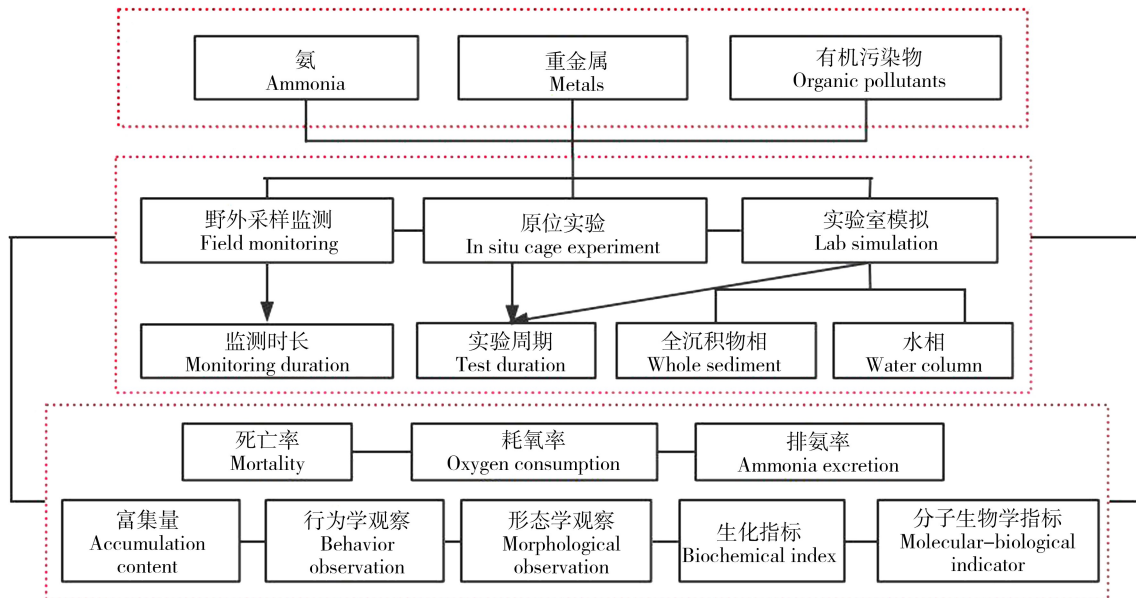 氨
Ammonia
重金属
Metals
有机污染物
Organic pollutants
野外采样监测
Field monitoring
原位实验
In situ cage experiment
实验室模拟
Lab simulation
监测时长
Monitoring duration
实验周期
Test duration
全沉积物相
Whole sediment
水相
Water column
死亡率
Mortality
耗氧率
Oxygen consumption
排氨率
Ammonia excretion
富集量
Accumulation
content
行为学观察
Behavior
observation
形态学观察
Morphological
observation
生化指标
Biochemical index
分子生物学指标
Molecular–biological
indicator